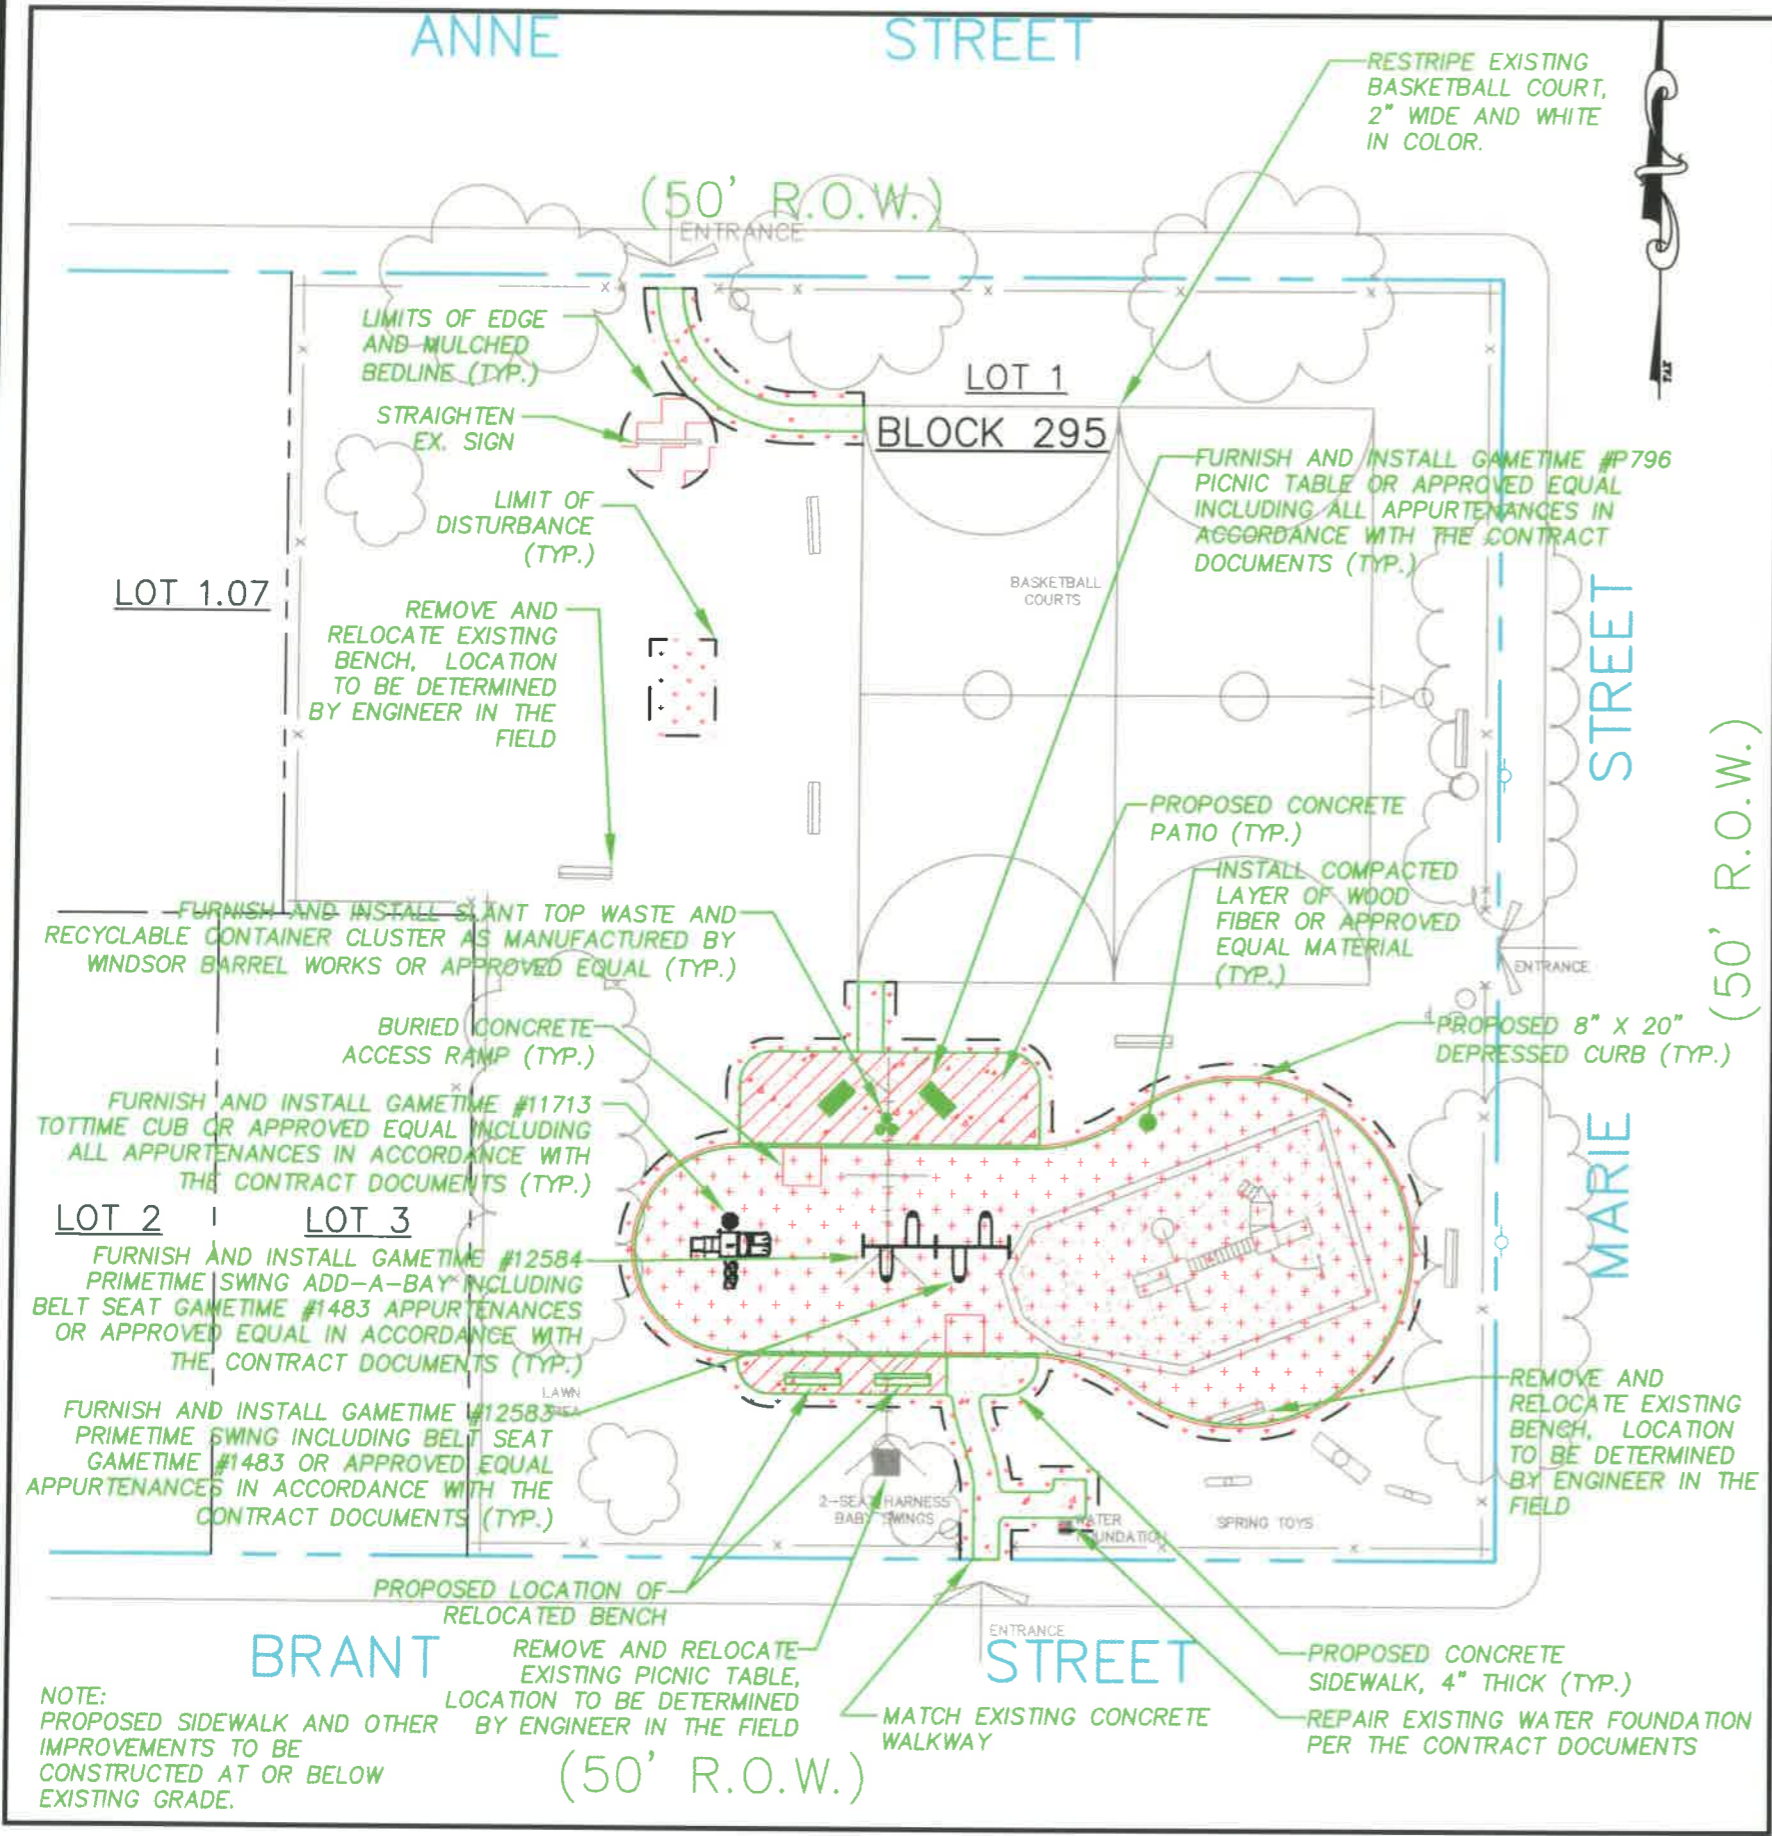 ANNE STREET
RESTRIPE EXISTING
BASKETBALL COURT,
2" WIDE AND WHITE
IN COLOR.
(50' R.O.W.)
ENTRANCE
LIMITS OF EDGE
AND MULCHED
BEDLINE (TYP.)
STRAIGHTEN
EX. SIGN
LOT 1
BLOCK 295
FURNISH AND INSTALL GAMETIME #P796
PICNIC TABLE OR APPROVED EQUAL
INCLUDING ALL APPURTENANCES IN
ACCORDANCE WITH THE CONTRACT
DOCUMENTS (TYP.)
LIMIT OF
DISTURBANCE
(TYP.)
BASKETBALL
COURTS
LOT 1.07
REMOVE AND
RELOCATE EXISTING
BENCH, LOCATION
TO BE DETERMINED
BY ENGINEER IN THE
FIELD
MARIE STREET
(50' R.O.W.)
PROPOSED CONCRETE
PATIO (TYP.)
INSTALL COMPACTED
LAYER OF WOOD
FIBER OR APPROVED
EQUAL MATERIAL
(TYP.)
ENTRANCE
FURNISH AND INSTALL SLANT TOP WASTE AND
RECYCLABLE CONTAINER CLUSTER AS MANUFACTURED BY
WINDSOR BARREL WORKS OR APPROVED EQUAL (TYP.)
BURIED CONCRETE
ACCESS RAMP (TYP.)
PROPOSED 8" X 20"
DEPRESSED CURB (TYP.)
FURNISH AND INSTALL GAMETIME #11713
TOTTIME CUB OR APPROVED EQUAL INCLUDING
ALL APPURTENANCES IN ACCORDANCE WITH
THE CONTRACT DOCUMENTS (TYP.)
LOT 2
LOT 3
FURNISH AND INSTALL GAMETIME #12584
PRIMETIME SWING ADD-A-BAY INCLUDING
BELT SEAT GAMETIME #1483 APPURTENANCES
OR APPROVED EQUAL IN ACCORDANCE WITH
THE CONTRACT DOCUMENTS (TYP.)
LAWN
AREA
FURNISH AND INSTALL GAMETIME #12583
PRIMETIME SWING INCLUDING BELT SEAT
GAMETIME #1483 OR APPROVED EQUAL
APPURTENANCES IN ACCORDANCE WITH THE
CONTRACT DOCUMENTS (TYP.)
REMOVE AND
RELOCATE EXISTING
BENCH, LOCATION
TO BE DETERMINED
BY ENGINEER IN THE
FIELD
2-SEAT HARNESS
BABY SWINGS
WATER
FOUNDATION
SPRING TOYS
PROPOSED LOCATION OF
RELOCATED BENCH
ENTRANCE
BRANT STREET
REMOVE AND RELOCATE
EXISTING PICNIC TABLE,
LOCATION TO BE DETERMINED
BY ENGINEER IN THE FIELD
(50' R.O.W.)
MATCH EXISTING CONCRETE
WALKWAY
PROPOSED CONCRETE
SIDEWALK, 4" THICK (TYP.)
REPAIR EXISTING WATER FOUNDATION
PER THE CONTRACT DOCUMENTS
NOTE:
PROPOSED SIDEWALK AND OTHER
IMPROVEMENTS TO BE
CONSTRUCTED AT OR BELOW
EXISTING GRADE.
TAX